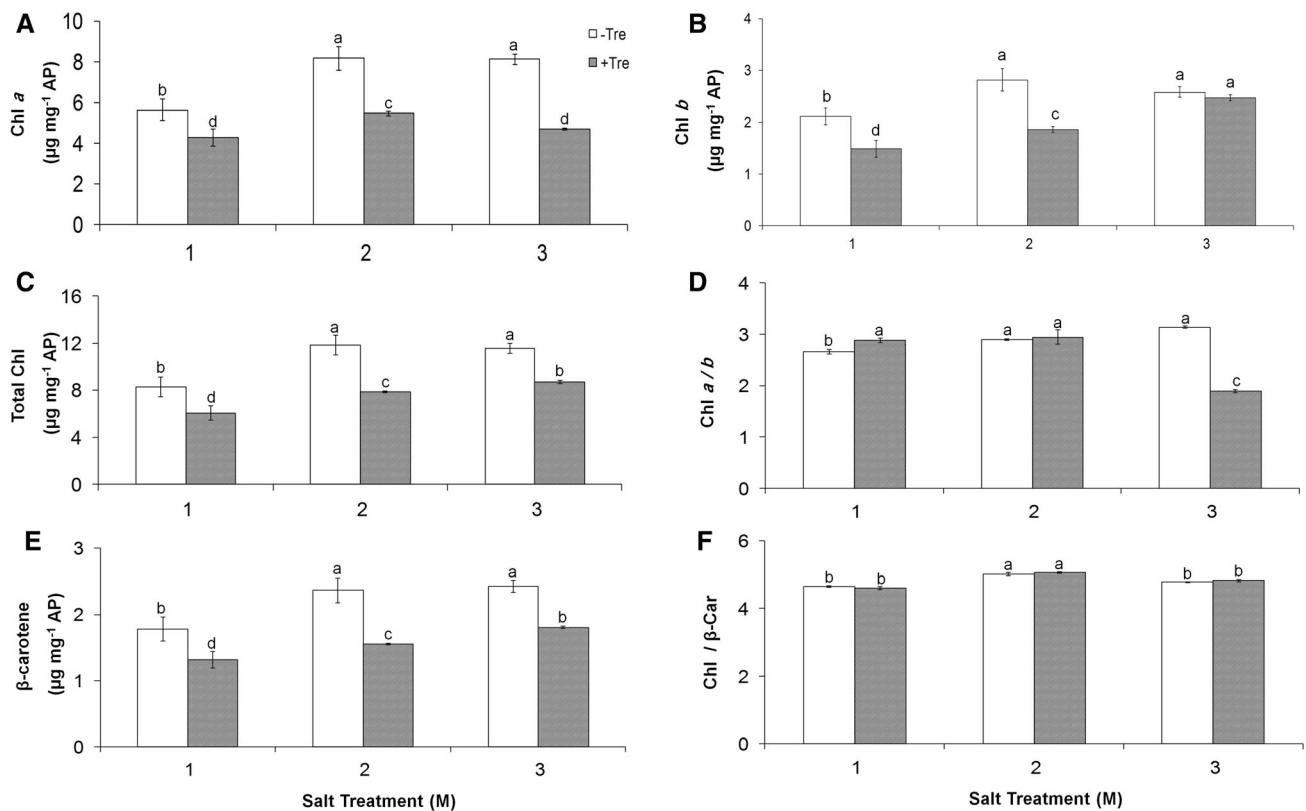 A
Chl a
(µg mg⁻¹ AP)
10
8
6
4
2
0
b
d
a
c
a
d
-Tre
+Tre
1
2
3
B
Chl b
(µg mg⁻¹ AP)
4
3
2
1
0
b
d
a
c
a
a
1
2
3
C
Total Chl
(µg mg⁻¹ AP)
16
12
8
4
0
b
d
a
c
a
b
1
2
3
D
Chl a / b
4
3
2
1
0
b
a
a
a
a
c
1
2
3
E
β-carotene
(µg mg⁻¹ AP)
3
2
1
0
b
d
a
c
a
b
1
2
3
Salt Treatment (M)
F
Chl / β-Car
6
4
2
0
b
b
a
a
b
b
1
2
3
Salt Treatment (M)